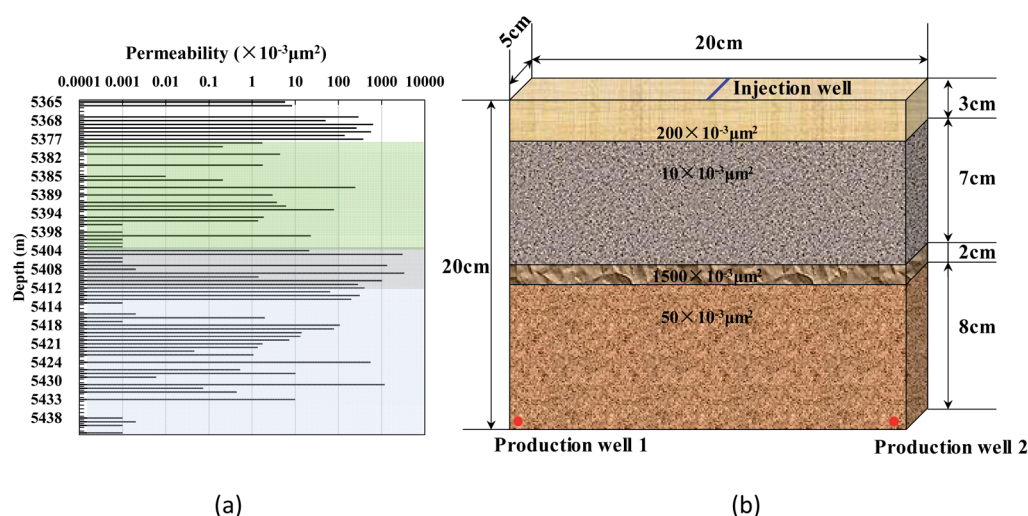 Permeability (×10⁻³μm²)
0.0001 0.001 0.01 0.1 1 10 100 1000 10000
Depth (m)
5365
5368
5377
5382
5385
5389
5394
5398
5404
5408
5412
5414
5418
5421
5424
5430
5433
5438
(a)
5cm
20cm
Injection well
3cm
200×10⁻³μm²
10×10⁻³μm²
7cm
20cm
2cm
1500×10⁻³μm²
50×10⁻³μm²
8cm
Production well 1
Production well 2
(b)